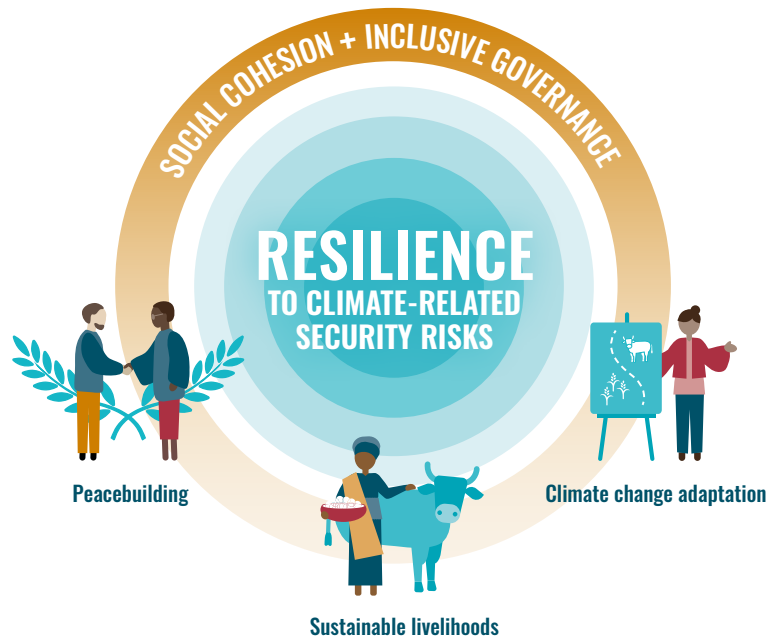 SOCIAL COHESION + INCLUSIVE GOVERNANCE
RESILIENCE
TO CLIMATE-RELATED
SECURITY RISKS
Peacebuilding
Climate change adaptation
Sustainable livelihoods